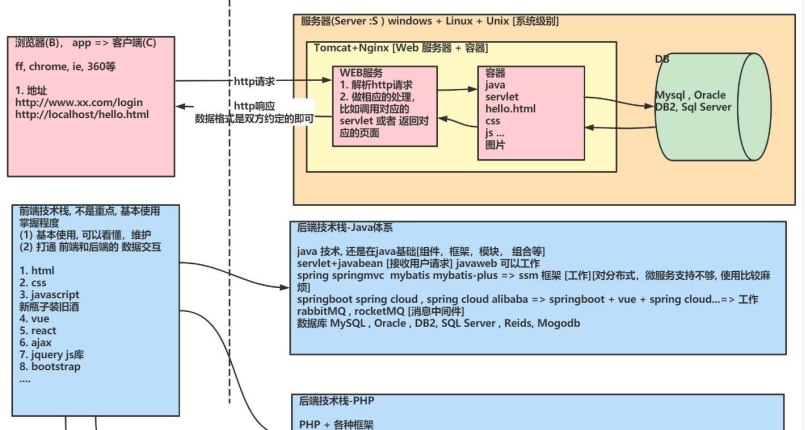 服务器(Server :S ) windows + Linux + Unix [系统级别]
浏览器(B)， app => 客户端(C)
ff, chrome, ie, 360等
1. 地址
http://www.xx.com/login
http://localhost/hello.html
http请求
http响应
数据格式是双方约定的即可
Tomcat+Nginx [Web 服务器 + 容器]
WEB服务
1. 解析http请求
2. 做相应的处理，
比如调用对应的
servlet 或者 返回对
应的页面
容器
java
servlet
hello.html
css
js ...
图片
DB
Mysql , Oracle
DB2, Sql Server
前端技术栈, 不是重点, 基本使用
掌握程度
(1) 基本使用, 可以看懂，维护
(2) 打通 前端和后端的 数据交互
1. html
2. css
3. javascript
新瓶子装旧酒
4. vue
5. react
6. ajax
7. jquery js库
8. bootstrap
....
后端技术栈-Java体系
java 技术, 还是在java基础[组件，框架，模块， 组合等]
servlet+javabean [接收用户请求] javaweb 可以工作
spring springmvc mybatis mybatis-plus => ssm 框架 [工作][对分布式，微服务支持不够, 使用比较麻
烦]
springboot spring cloud , spring cloud alibaba => springboot + vue + spring cloud...=> 工作
rabbitMQ , rocketMQ [消息中间件]
数据库 MySQL , Oracle , DB2, SQL Server , Reids, Mogodb
后端技术栈-PHP
PHP + 各种框架